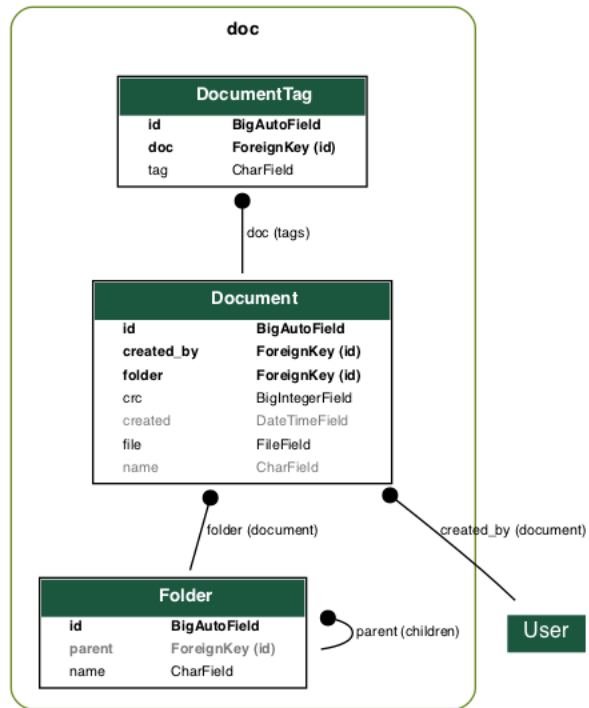 doc
DocumentTag
id BigAutoField
doc ForeignKey (id)
tag CharField
doc (tags)
Document
id BigAutoField
created_by ForeignKey (id)
folder ForeignKey (id)
crc BigIntegerField
created DateTimeField
file FileField
name CharField
folder (document)
created_by (document)
Folder
id BigAutoField
parent ForeignKey (id)
name CharField
parent (children)
User